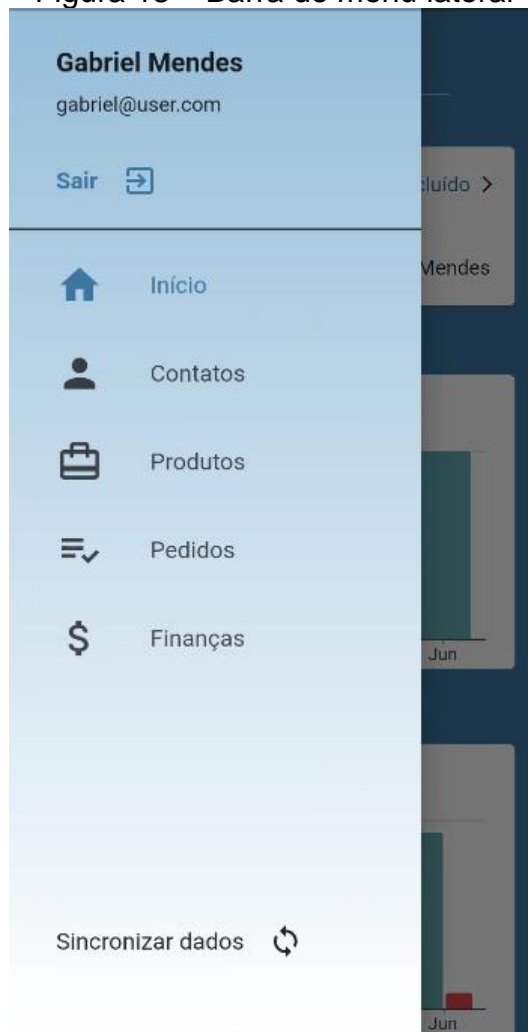 Gabriel Mendes
gabriel@user.com
Sair
cluído >
Mendes
Início
Contatos
Produtos
Pedidos
$ Finanças
Jun
Sincronizar dados
Jun